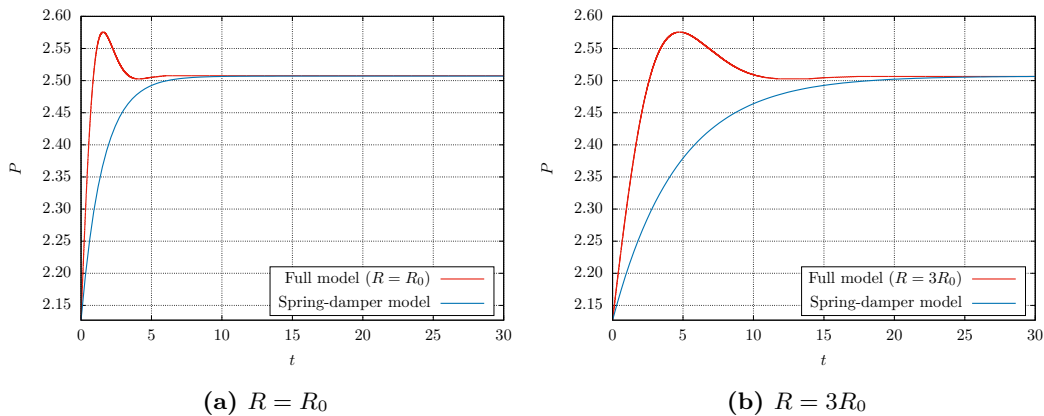 2.60
2.55
2.50
2.45
2.40
2.35
2.30
2.25
2.20
2.15
P
0 5 10 15 20 25 30
t
Full model (R = R₀)
Spring-damper model
(a) R = R₀
2.60
2.55
2.50
2.45
2.40
2.35
2.30
2.25
2.20
2.15
P
0 5 10 15 20 25 30
t
Full model (R = 3R₀)
Spring-damper model
(b) R = 3R₀